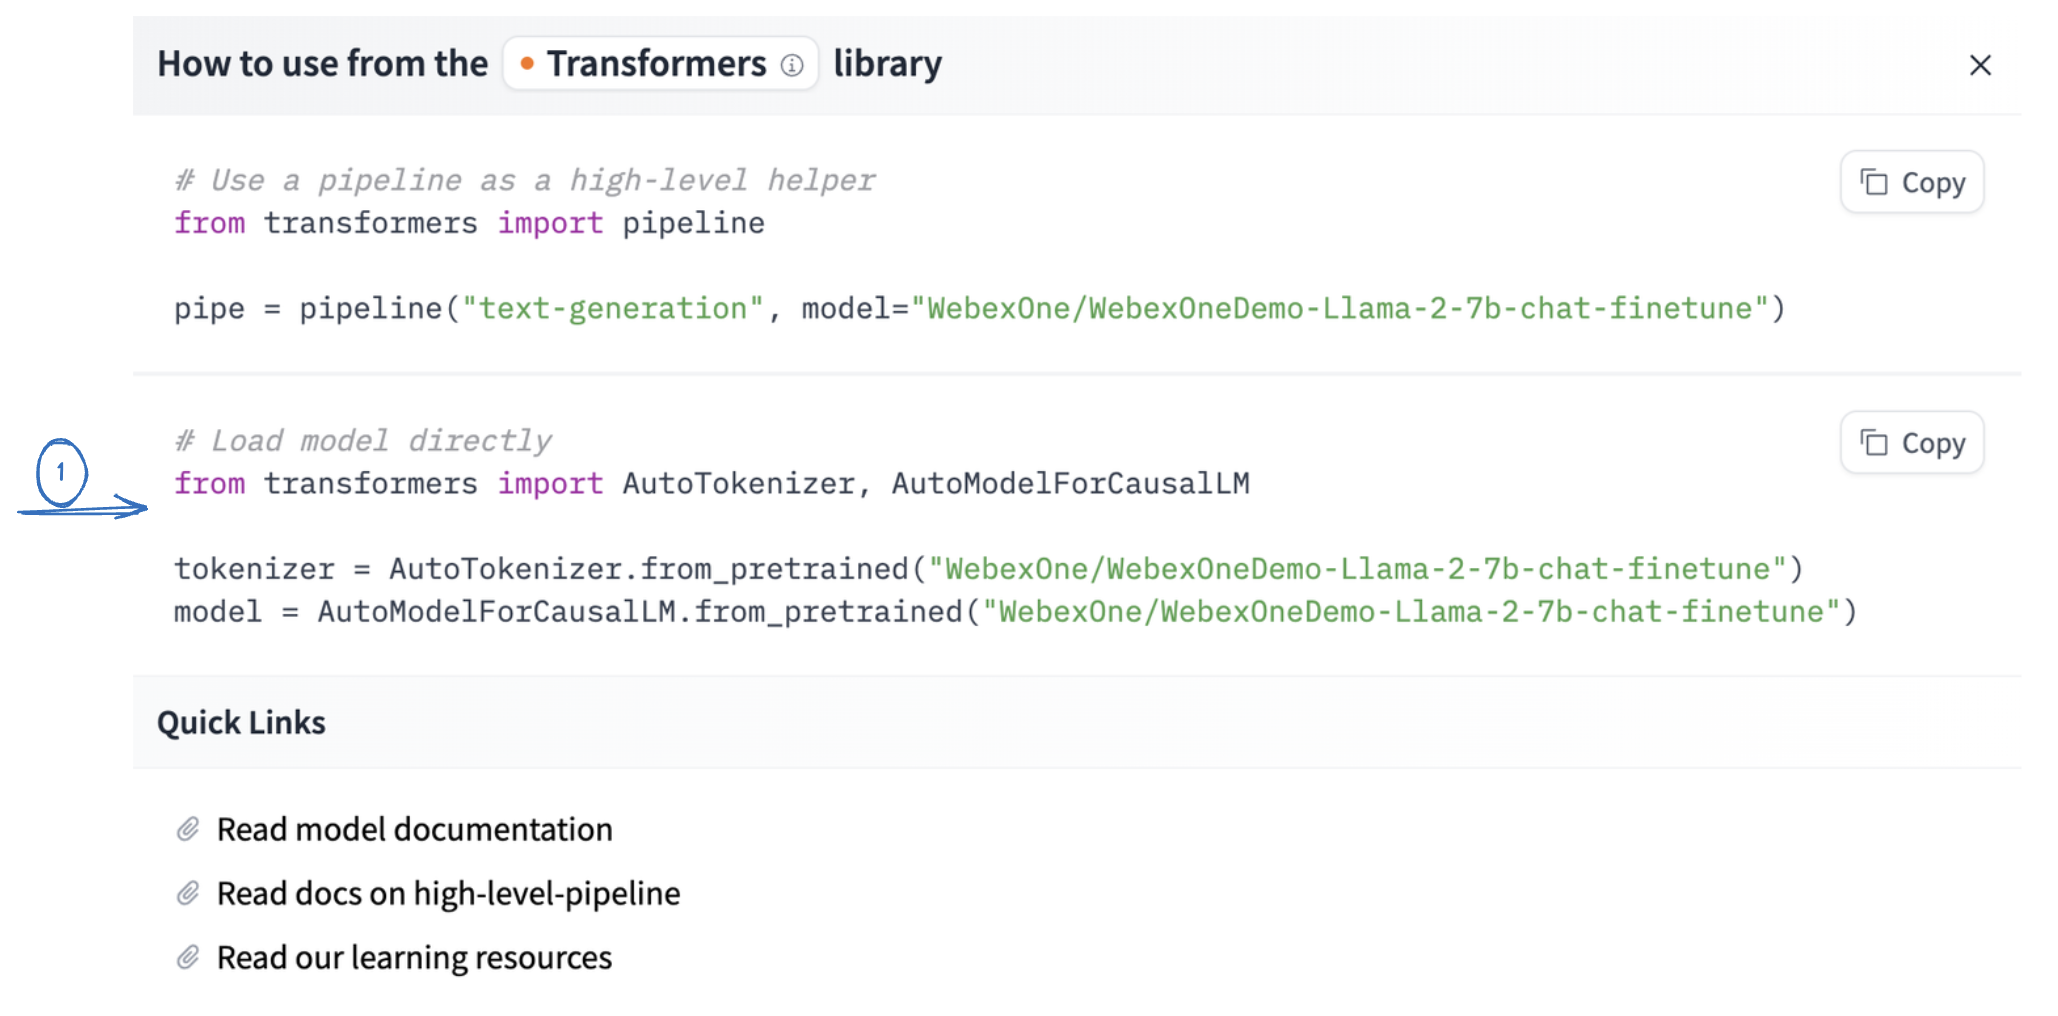 How to use from the Transformers library
# Use a pipeline as a high-level helper
Copy
from transformers import pipeline
pipe = pipeline("text-generation", model="WebexOne/WebexOneDemo-Llama-2-7b-chat-finetune")
# Load model directly
Copy
1
from transformers import AutoTokenizer, AutoModelForCausalLM
tokenizer = AutoTokenizer.from_pretrained("WebexOne/WebexOneDemo-Llama-2-7b-chat-finetune")
model = AutoModelForCausalLM.from_pretrained("WebexOne/WebexOneDemo-Llama-2-7b-chat-finetune")
Quick Links
Read model documentation
Read docs on high-level-pipeline
Read our learning resources